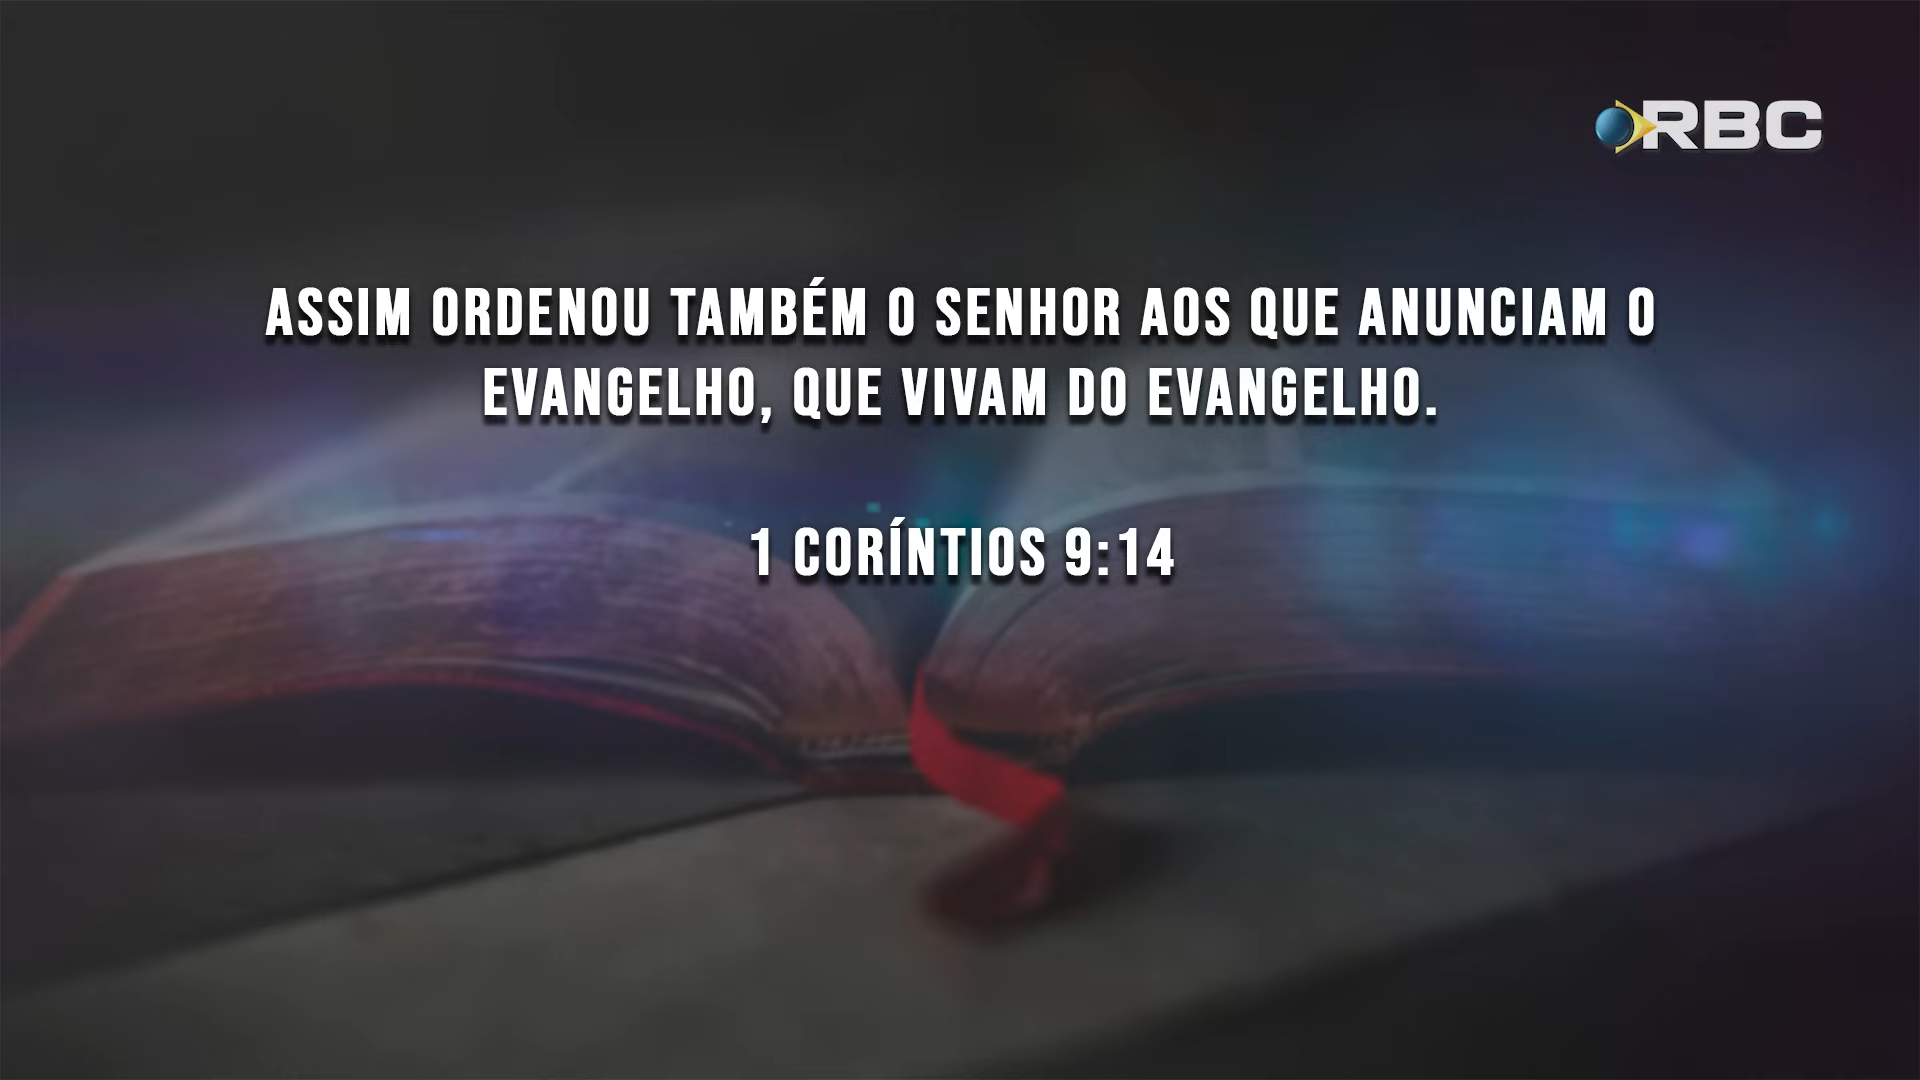 RBC
ASSIM ORDENOU TAMBÉM O SENHOR AOS QUE ANUNCIAM O
EVANGELHO, QUE VIVAM DO EVANGELHO.
1 CORÍNTIOS 9:14